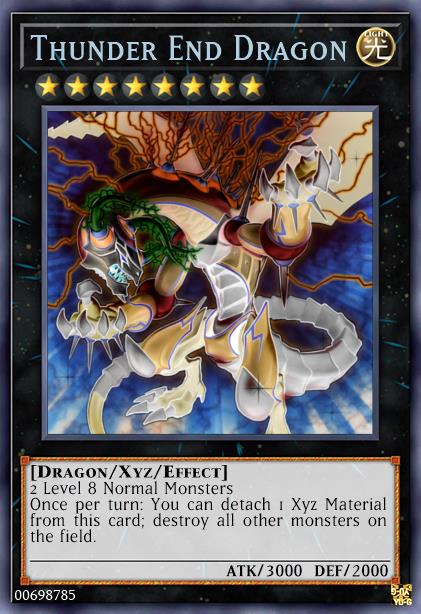 THUNDER END DRAGON
LIGHT
光
[DRAGON/XYZ/EFFECT]
2 Level 8 Normal Monsters
Once per turn: You can detach 1 Xyz Material
from this card; destroy all other monsters on
the field.
ATK/3000 DEF/2000
00698785